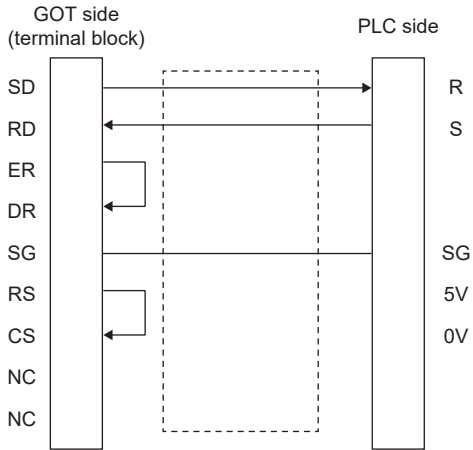 GOT side
(terminal block)
PLC side
SD
R
RD
S
ER
DR
SG
SG
RS
5V
CS
0V
NC
NC